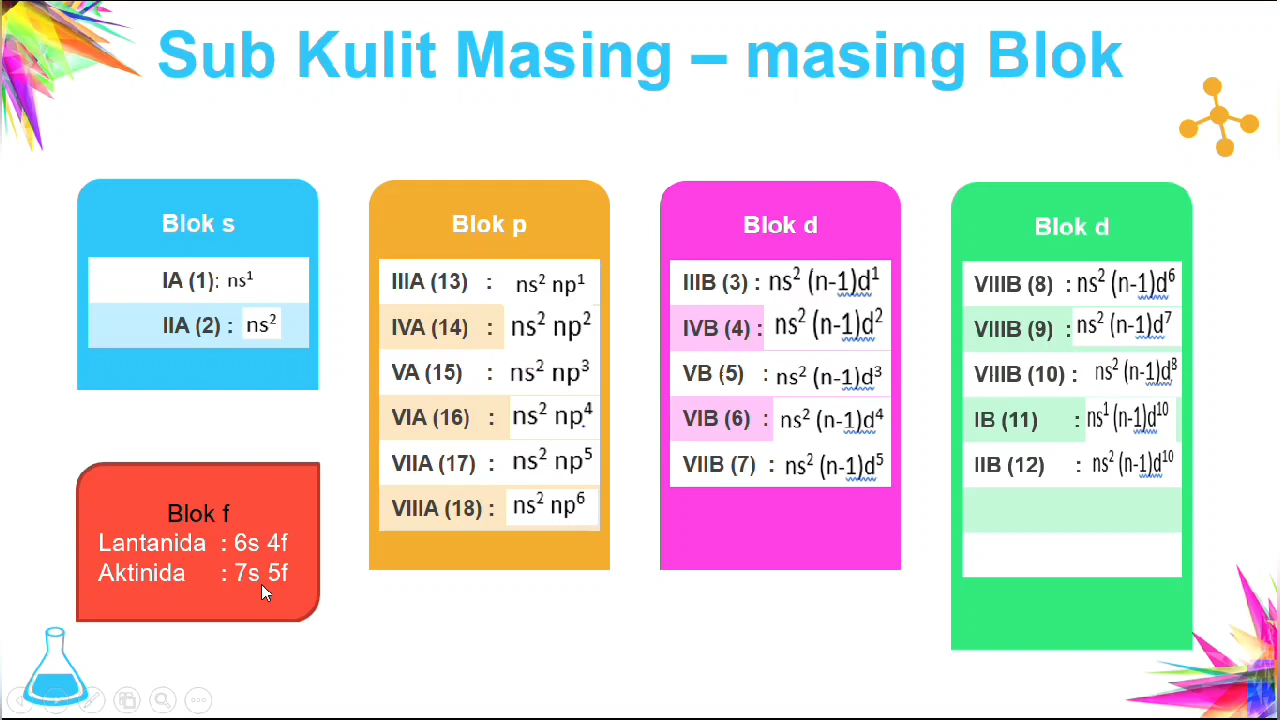 Sub Kulit Masing – masing Blok
Blok s
IA (1): ns¹
IIA (2) : ns²
Blok p
IIIA (13) : ns² np¹
IVA (14) : ns² np²
VA (15) : ns² np³
VIA (16) : ns² np⁴
VIIA (17) : ns² np⁵
VIIIA (18) : ns² np⁶
Blok d
IIIB (3) : ns² (n-1)d¹
IVB (4) : ns² (n-1)d²
VB (5) : ns² (n-1)d³
VIB (6) : ns² (n-1)d⁴
VIIB (7) : ns² (n-1)d⁵
Blok d
VIIIB (8) : ns² (n-1)d⁶
VIIIB (9) : ns² (n-1)d⁷
VIIIB (10) : ns² (n-1)d⁸
IB (11) : ns¹ (n-1)d¹⁰
IIB (12) : ns² (n-1)d¹⁰
Blok f
Lantanida : 6s 4f
Aktinida : 7s 5f